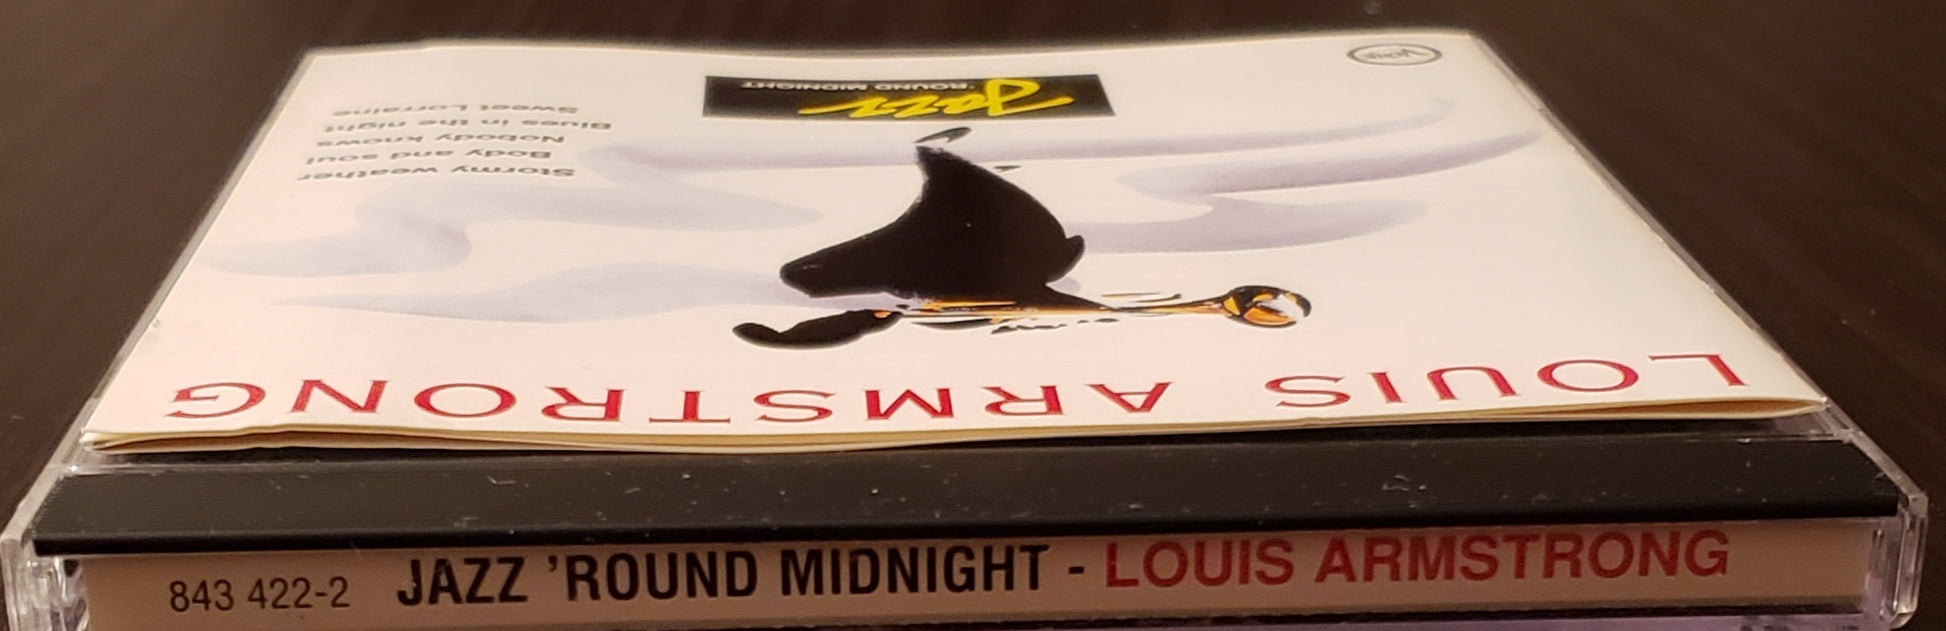 LOUIS ARMSTRONG
Stormy weather
Body and soul
Nobody knows
Blues in the night
Sweet Lorraine
Jazz
'ROUND MIDNIGHT
Verve
843 422-2 JAZZ 'ROUND MIDNIGHT - LOUIS ARMSTRONG